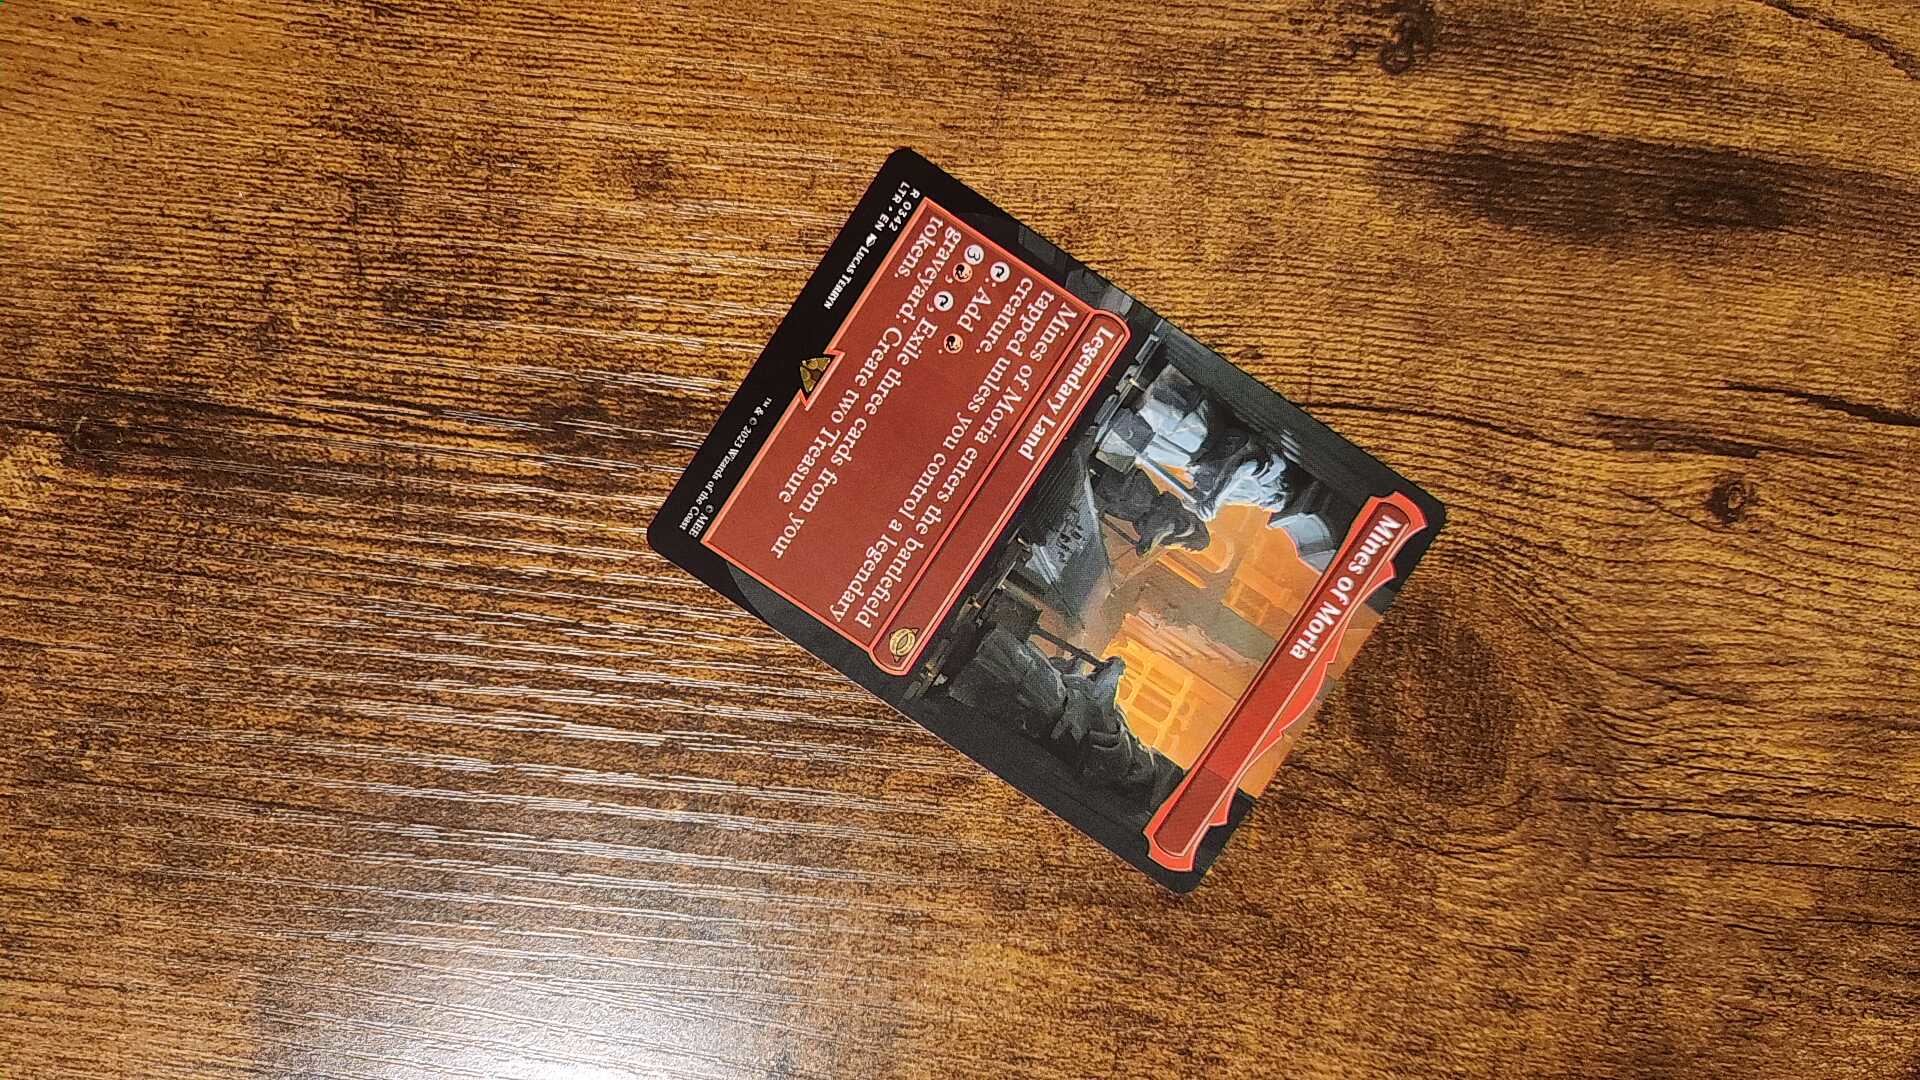 Mines of Moria
Legendary Land
Mines of Moria enters the battlefield
tapped unless you control a legendary
creature.
: Add .
3, , Exile three cards from your
graveyard: Create two Treasure
tokens.
R 0342
LTR • EN LUCAS TERRYN
™ & © 2023 Wizards of the Coast
© MEE